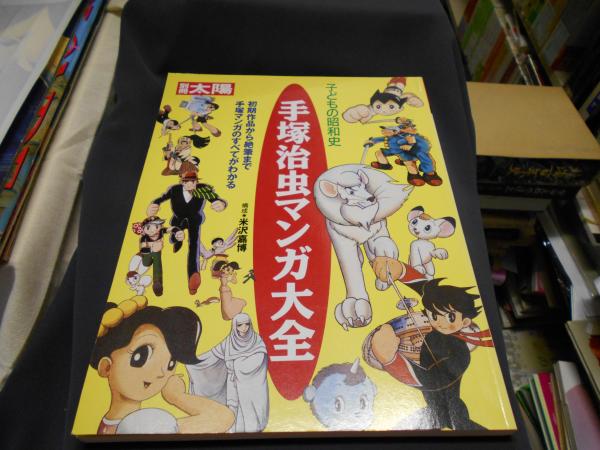 別冊 太陽
子どもの昭和史
手塚治虫マンガ大全
初期作品から絶筆まで
手塚マンガのすべてがわかる
構成●米沢嘉博